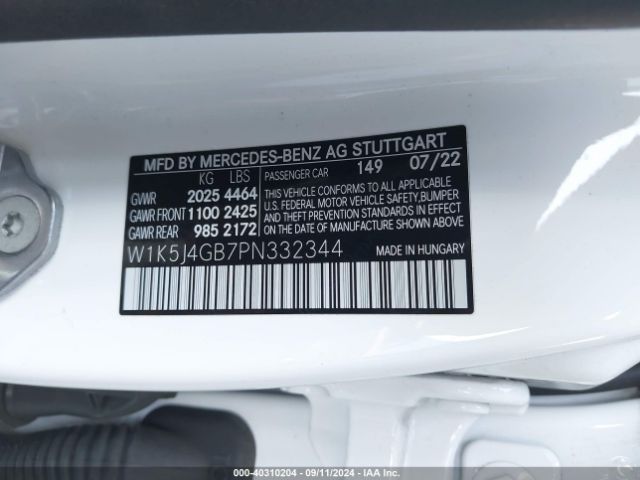 MFD BY MERCEDES-BENZ AG STUTTGART
KG LBS PASSENGER CAR 149 07/22
GVWR 2025 4464
GAWR FRONT 1100 2425
GAWR REAR 985 2172
THIS VEHICLE CONFORMS TO ALL APPLICABLE
U.S. FEDERAL MOTOR VEHICLE SAFETY, BUMPER
AND THEFT PREVENTION STANDARDS IN EFFECT
ON THE DATE OF MANUFACTURE SHOWN
ABOVE.
W1K5J4GB7PN332344 MADE IN HUNGARY
000-40310204 - 09/11/2024 - IAA Inc.